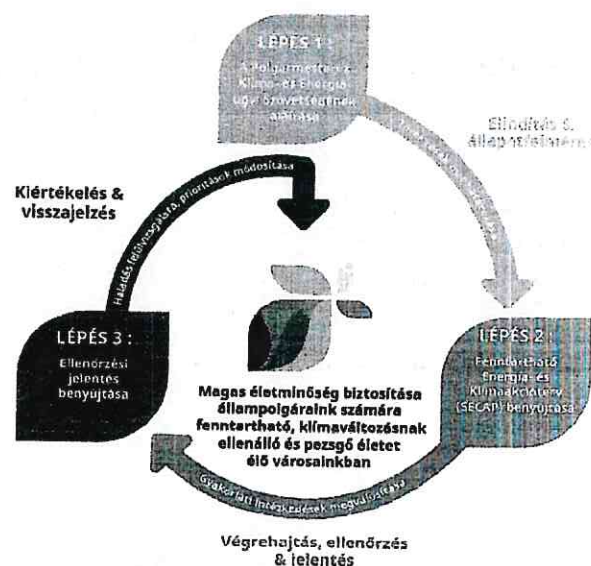 LÉPÉS 1 :
A Polgármesterek
Klíma- és Energia-
ügyi Szövetségének
aláírása
Elindítás &
állapotfelmérés
Kiértékelés &
visszajelzés
Haladás felülvizsgálata, prioritások módosítása
LÉPÉS 3 :
Ellenőrzési
jelentés
benyújtása
LÉPÉS 2 :
Fenntartható
Energia- és
Klímaakcióterv
(SECAP) benyújtása
Magas életminőség biztosítása
állampolgáraink számára
fenntartható, klímaváltozásnak
ellenálló és pezsgő életet
élő városainkban
Gyakorlati intézkedések megvalósítása
Végrehajtás, ellenőrzés
& jelentés